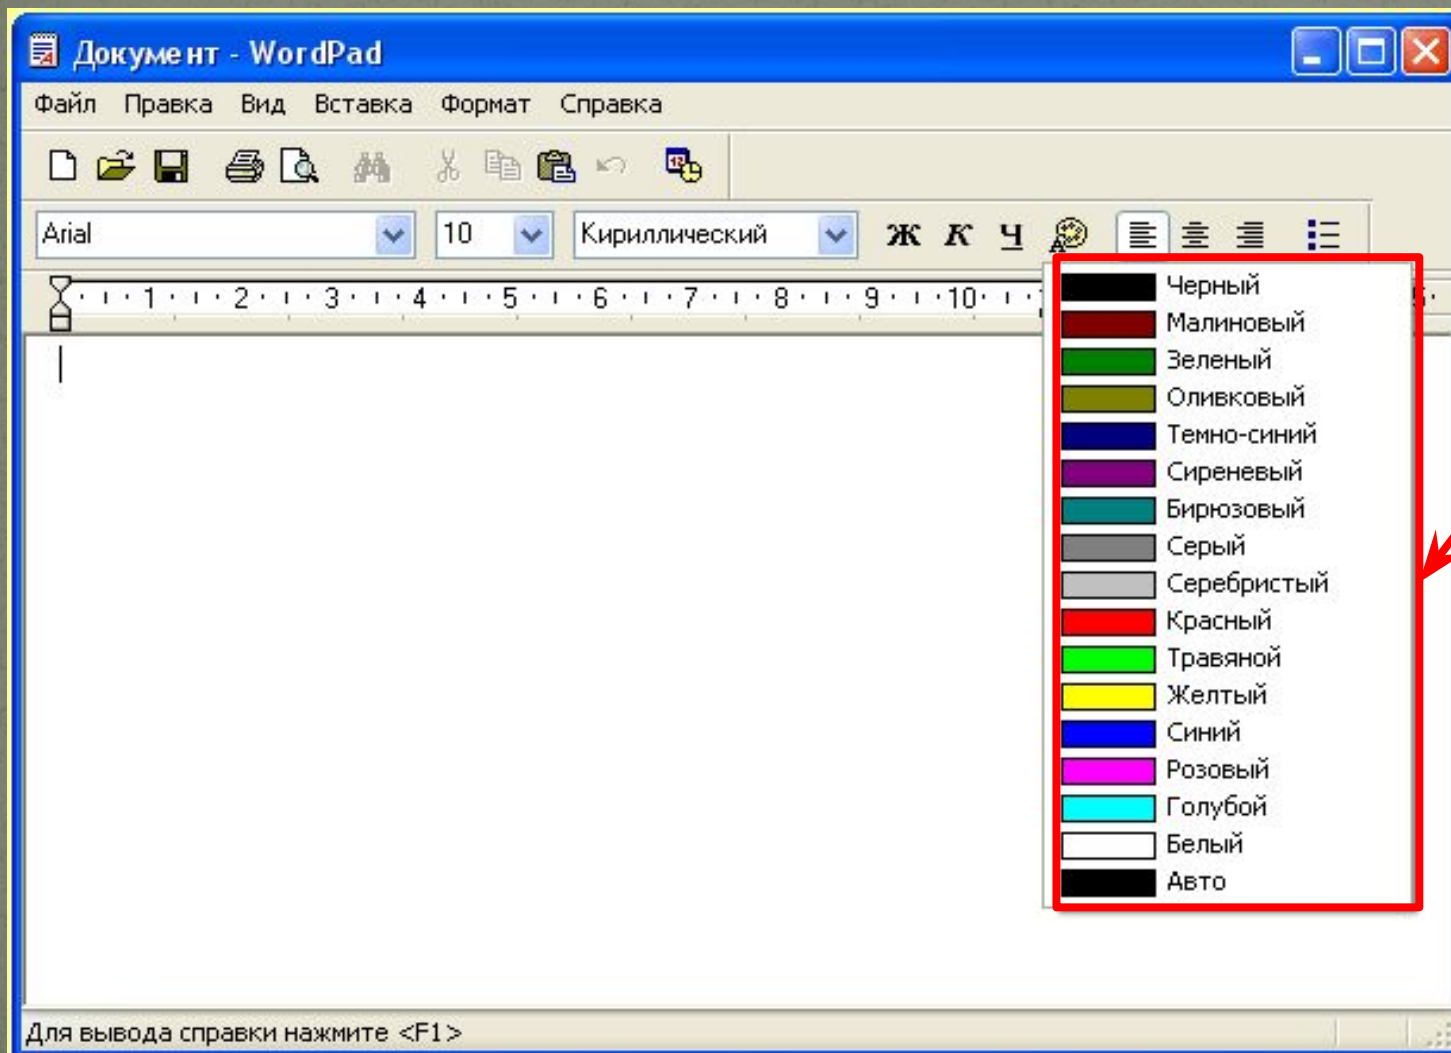 Документ - WordPad
Файл Правка Вид Вставка Формат Справка
Arial 10 Кириллический Ж К Ч
1 2 3 4 5 6 7 8 9 10
Черный
Малиновый
Зеленый
Оливковый
Темно-синий
Сиреневый
Бирюзовый
Серый
Серебристый
Красный
Травяной
Желтый
Синий
Розовый
Голубой
Белый
Авто
Для вывода справки нажмите <F1>